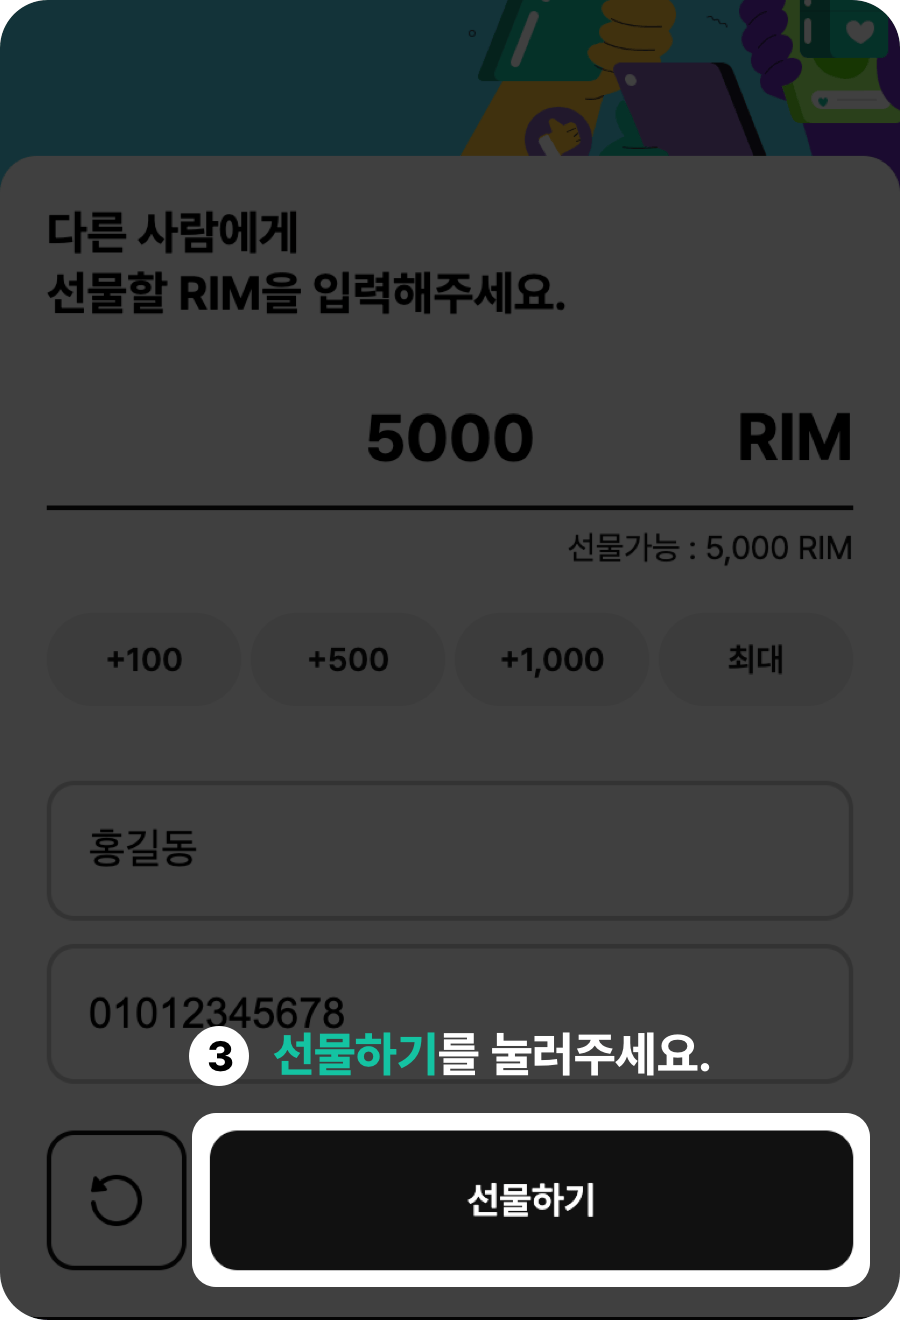 다른 사람에게
선물할 RIM을 입력해주세요.
5000 RIM
선물가능 : 5,000 RIM
+100 +500 +1,000 최대
홍길동
01012345678
3 선물하기를 눌러주세요.
선물하기